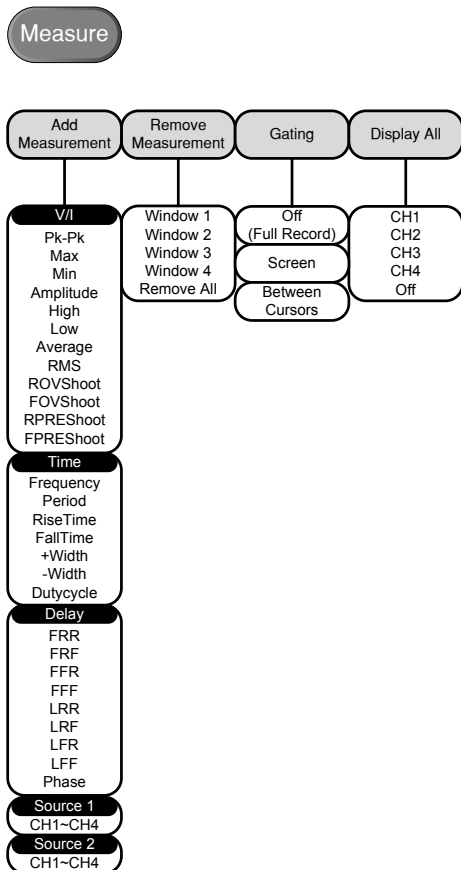 Measure
Add
Measurement
Remove
Measurement
Gating
Display All
V/I
Pk-Pk
Max
Min
Amplitude
High
Low
Average
RMS
ROVShoot
FOVShoot
RPREShoot
FPREShoot
Time
Frequency
Period
RiseTime
FallTime
+Width
-Width
Dutycycle
Delay
FRR
FRF
FFR
FFF
LRR
LRF
LFR
LFF
Phase
Source 1
CH1~CH4
Source 2
CH1~CH4
Window 1
Window 2
Window 3
Window 4
Remove All
Off
(Full Record)
Screen
Between
Cursors
CH1
CH2
CH3
CH4
Off